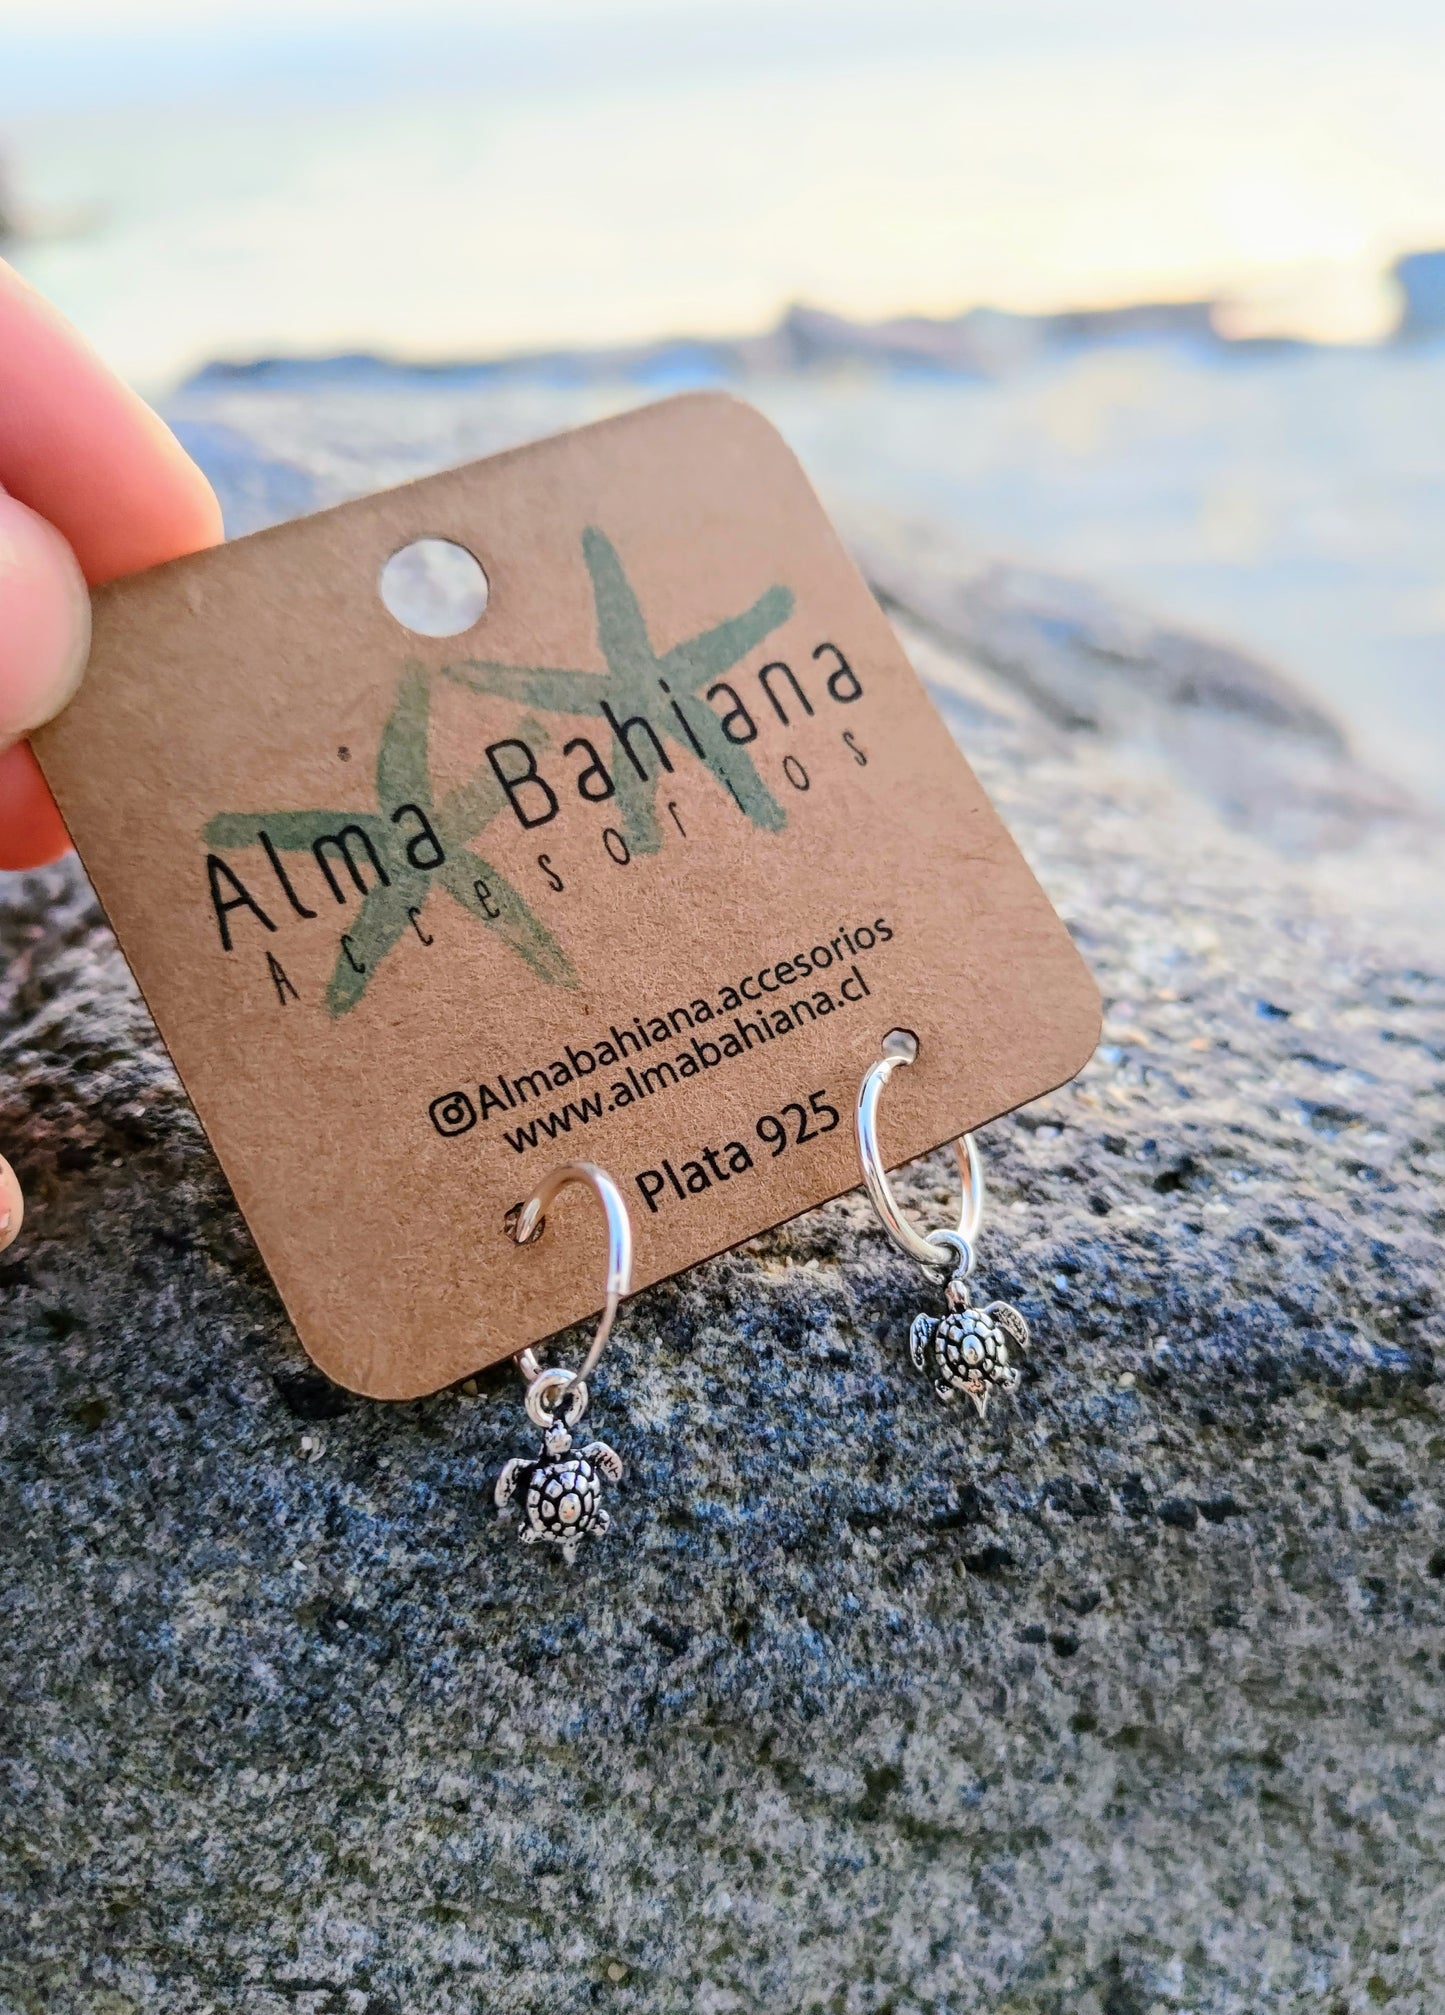 Alma Bahiana
Accesorios
Almabahiana.accesorios
www.almabahiana.cl
Plata 925